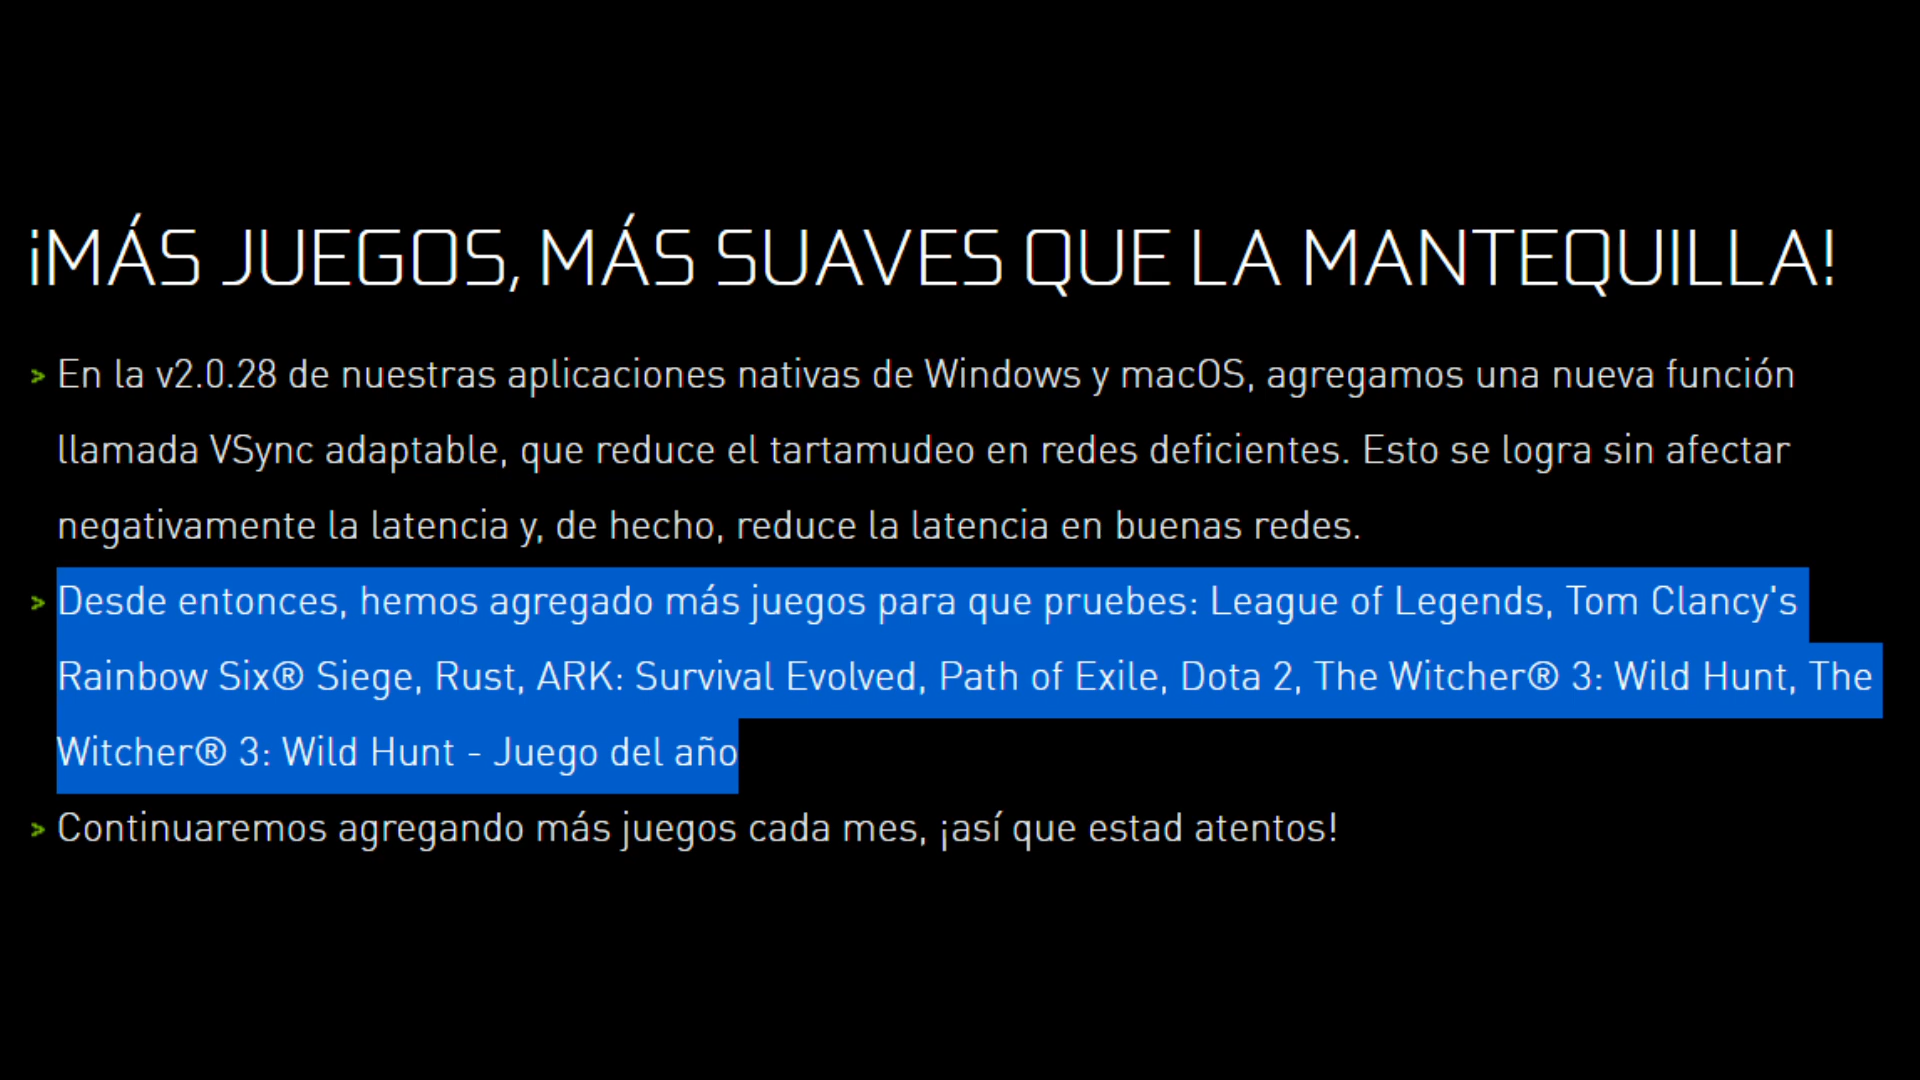 ¡MÁS JUEGOS, MÁS SUAVES QUE LA MANTEQUILLA!
> En la v2.0.28 de nuestras aplicaciones nativas de Windows y macOS, agregamos una nueva función
llamada VSync adaptable, que reduce el tartamudeo en redes deficientes. Esto se logra sin afectar
negativamente la latencia y, de hecho, reduce la latencia en buenas redes.
> Desde entonces, hemos agregado más juegos para que pruebes: League of Legends, Tom Clancy's
Rainbow Six® Siege, Rust, ARK: Survival Evolved, Path of Exile, Dota 2, The Witcher® 3: Wild Hunt, The
Witcher® 3: Wild Hunt - Juego del año
> Continuaremos agregando más juegos cada mes, ¡así que estad atentos!